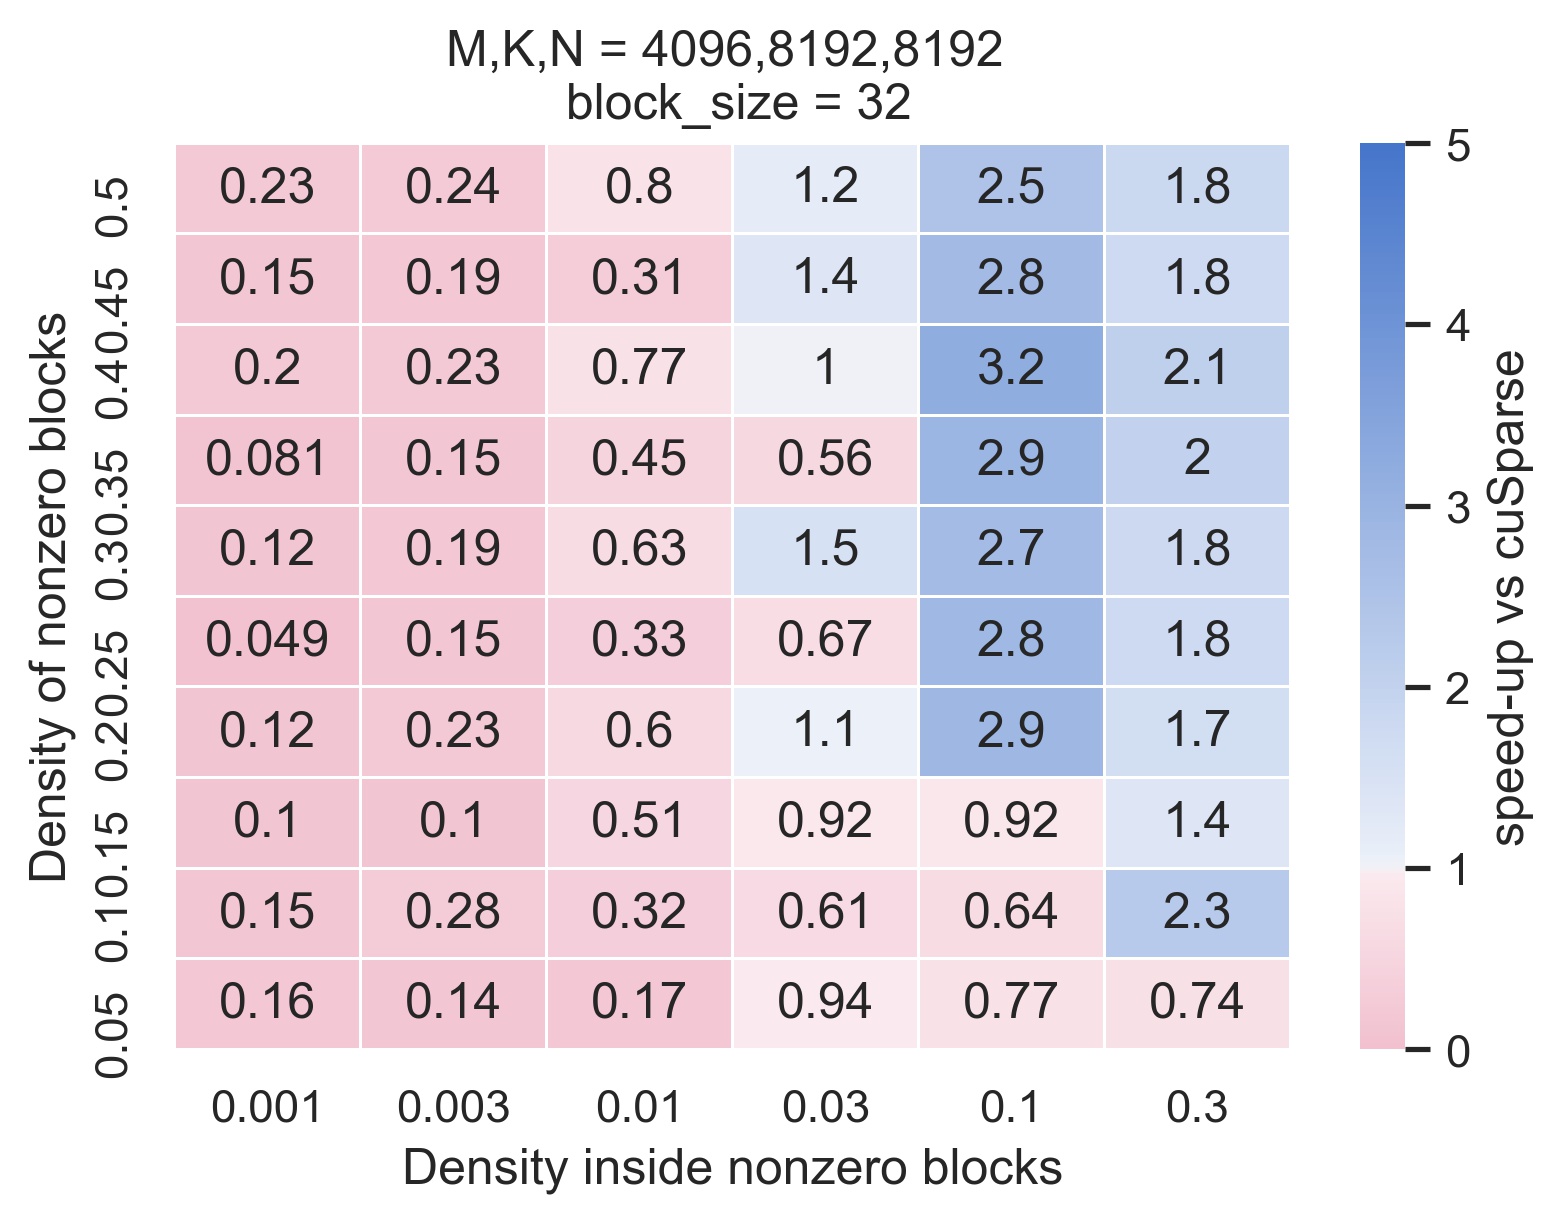 M,K,N = 4096,8192,8192
block_size = 32
Density of nonzero blocks
0.5 0.23 0.24 0.8 1.2 2.5 1.8
0.45 0.15 0.19 0.31 1.4 2.8 1.8
0.4 0.2 0.23 0.77 1 3.2 2.1
0.35 0.081 0.15 0.45 0.56 2.9 2
0.3 0.12 0.19 0.63 1.5 2.7 1.8
0.25 0.049 0.15 0.33 0.67 2.8 1.8
0.2 0.12 0.23 0.6 1.1 2.9 1.7
0.15 0.1 0.1 0.51 0.92 0.92 1.4
0.1 0.15 0.28 0.32 0.61 0.64 2.3
0.05 0.16 0.14 0.17 0.94 0.77 0.74
0.001 0.003 0.01 0.03 0.1 0.3
Density inside nonzero blocks
5
4
3
2
1
0
speed-up vs cuSparse